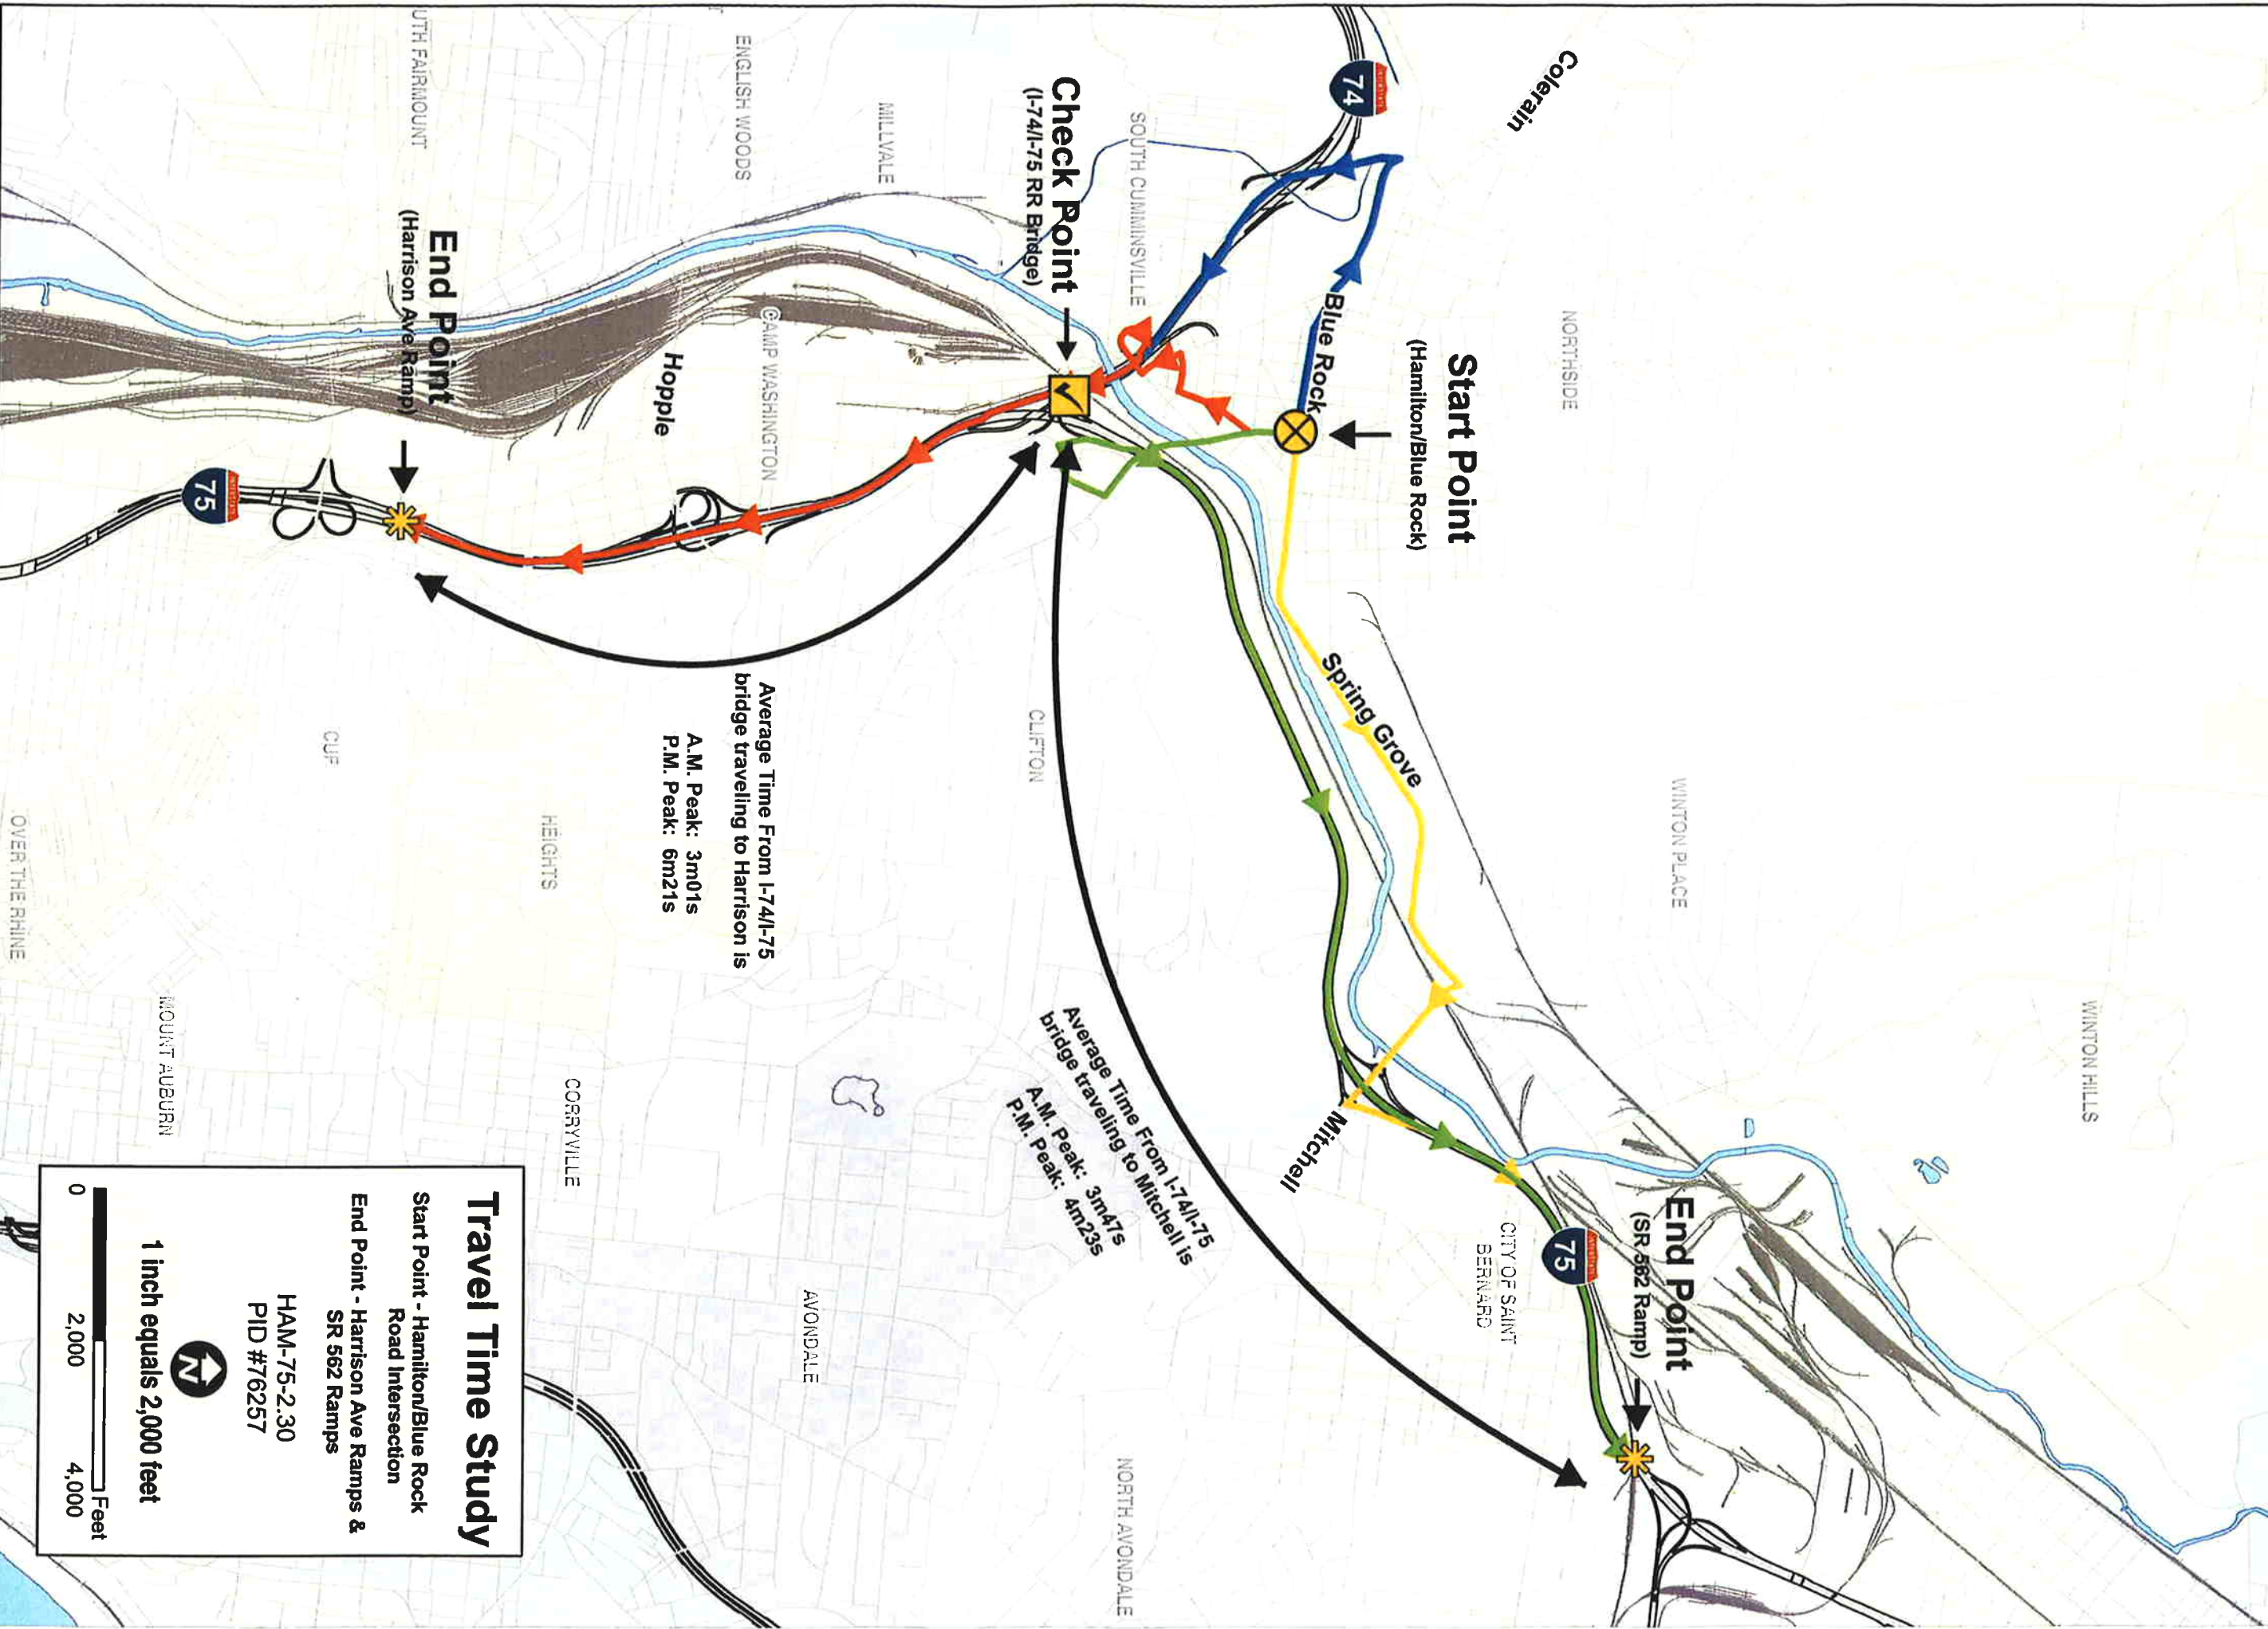 Colerain
INTERSTATE
74
NORTHSIDE
WINTON PLACE
WINTON HILLS
Start Point
(Hamilton/Blue Rock)
Blue Rock
Spring Grove
SOUTH CUMMINSVILLE
Check Point
(I-74/I-75 RR Bridge)
MILLVALE
ENGLISH WOODS
UTH FAIRMOUNT
End Point
(SR 562 Ramp)
INTERSTATE
75
CITY OF SAINT
BERNARD
Mitchell
Average Time From I-74/I-75
bridge traveling to Mitchell is
A.M. Peak: 3m47s
P.M. Peak: 4m23s
CLIFTON
NORTH AVONDALE
AVONDALE
CAMP WASHINGTON
Hopple
Average Time From I-74/I-75
bridge traveling to Harrison is
A.M. Peak: 3m01s
P.M. Peak: 6m21s
End Point
(Harrison Ave Ramp)
INTERSTATE
75
CUF
HEIGHTS
CORRYVILLE
MOUNT AUBURN
OVER THE RHINE
Travel Time Study
Start Point - Hamilton/Blue Rock
Road Intersection
End Point - Harrison Ave Ramps &
SR 562 Ramps
HAM-75-2.30
PID #76257
N
1 inch equals 2,000 feet
Feet
0 2,000 4,000